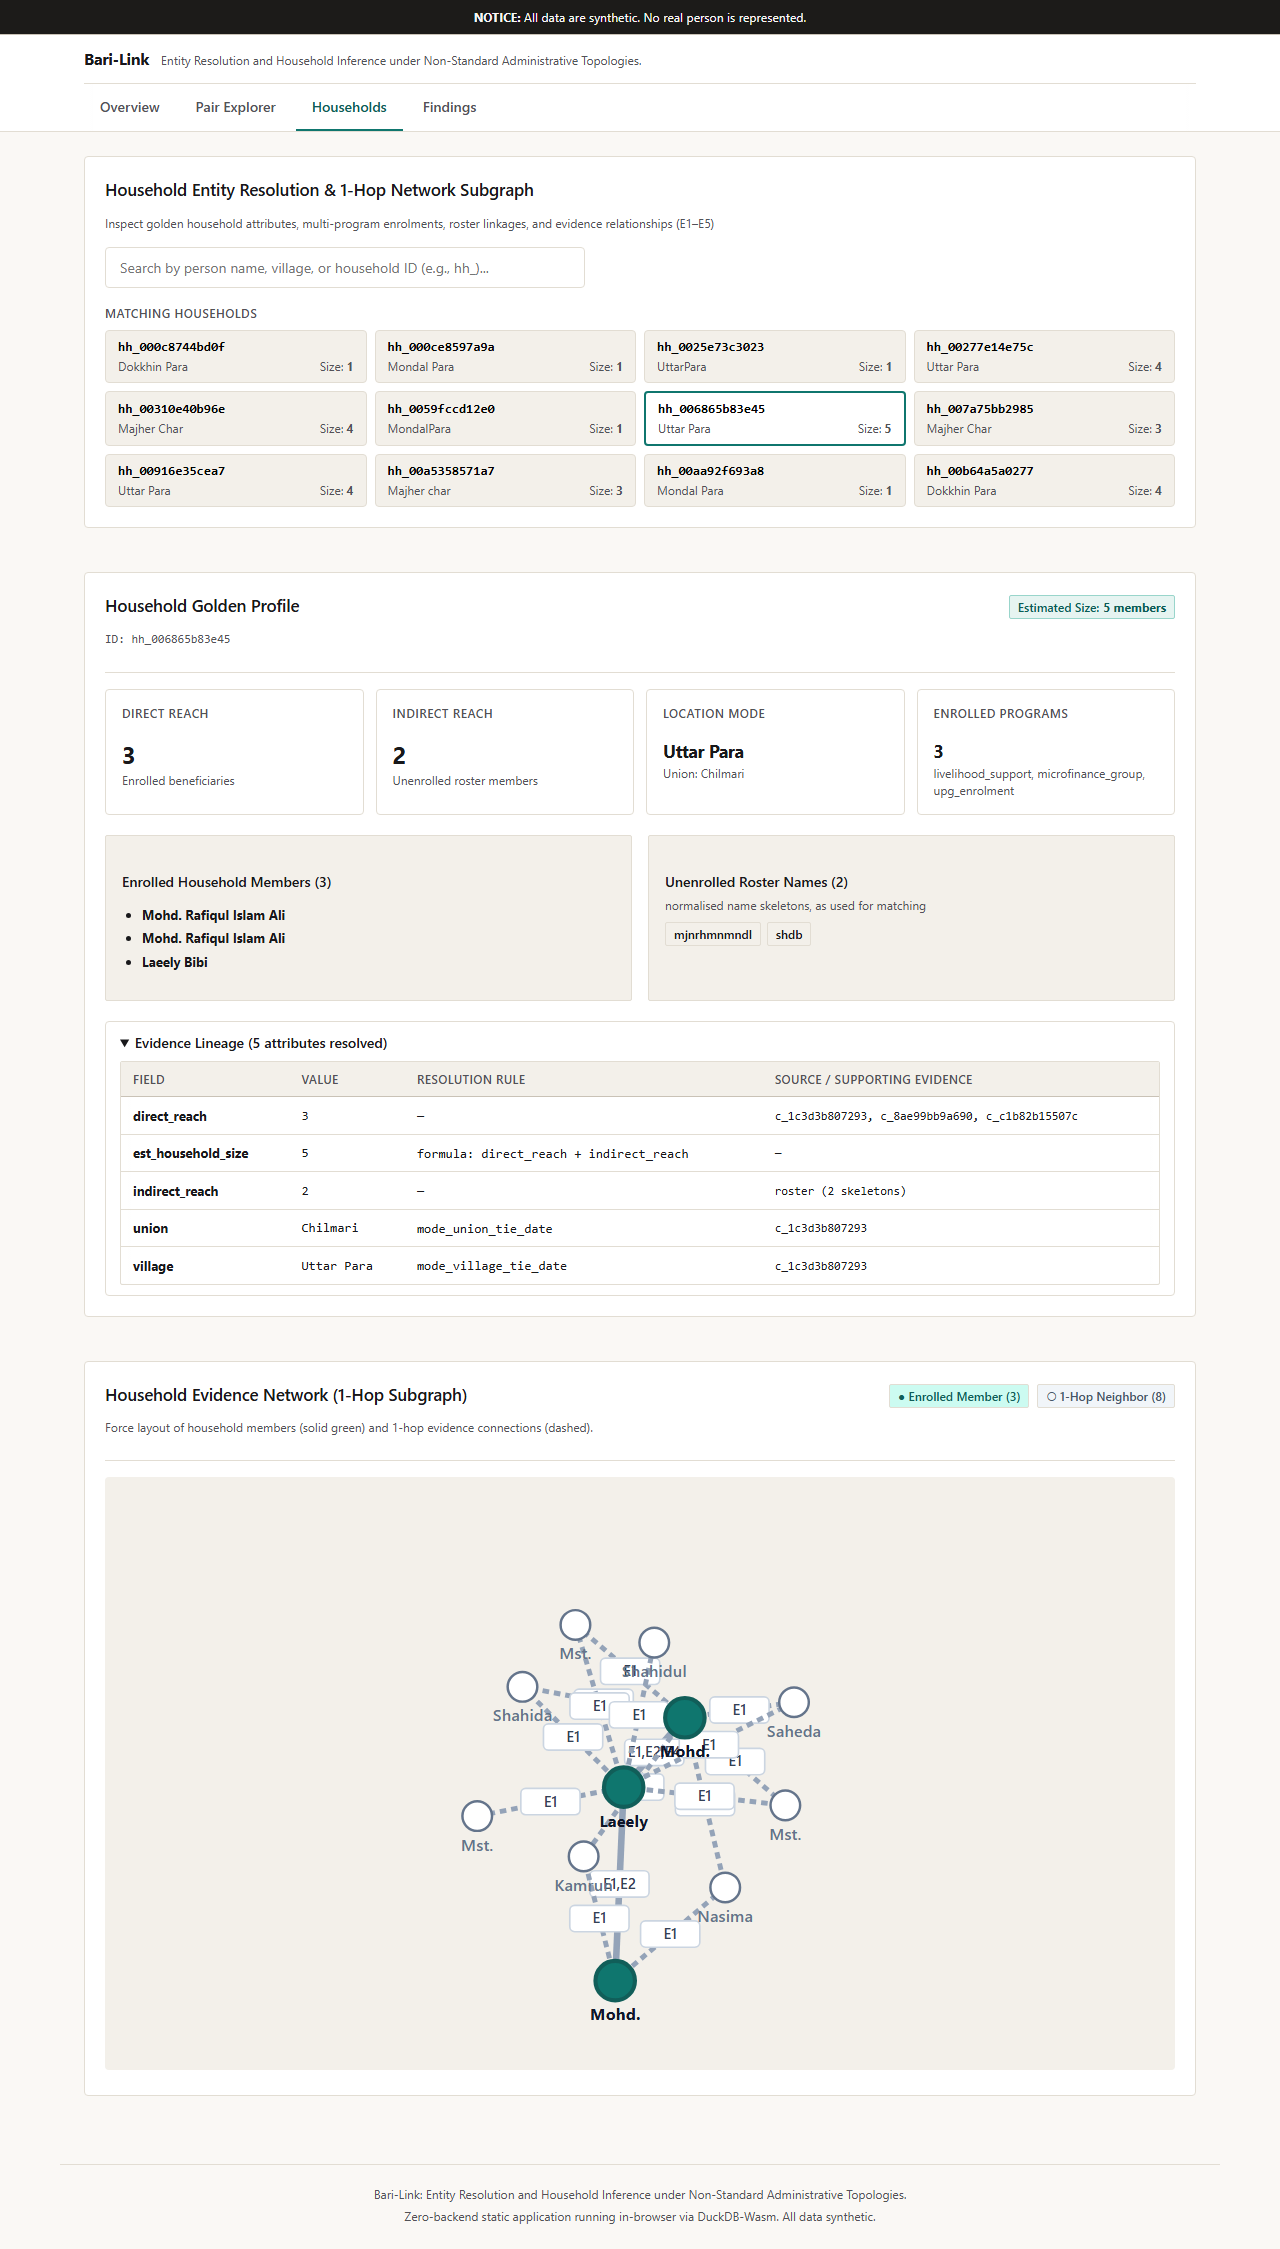 NOTICE: All data are synthetic. No real person is represented.
Bari-Link Entity Resolution and Household Inference under Non-Standard Administrative Topologies.
Overview Pair Explorer Households Findings
Household Entity Resolution & 1-Hop Network Subgraph
Inspect golden household attributes, multi-program enrolments, roster linkages, and evidence relationships (E1–E5)
Search by person name, village, or household ID (e.g., hh_)...
MATCHING HOUSEHOLDS
hh_000c8744bd0f hh_000ce8597a9a hh_0025e73c3023 hh_00277e14e75c
Dokkhin Para Size: 1 Mondal Para Size: 1 UttarPara Size: 1 Uttar Para Size: 4
hh_00310e40b96e hh_0059fccd12e0 hh_006865b83e45 hh_007a75bb2985
Majher Char Size: 4 MondalPara Size: 1 Uttar Para Size: 5 Majher Char Size: 3
hh_00916e35cea7 hh_00a5358571a7 hh_00aa92f693a8 hh_00b64a5a0277
Uttar Para Size: 4 Majher char Size: 3 Mondal Para Size: 1 Dokkhin Para Size: 4
Household Golden Profile Estimated Size: 5 members
ID: hh_006865b83e45
DIRECT REACH INDIRECT REACH LOCATION MODE ENROLLED PROGRAMS
3 2 Uttar Para 3
Enrolled beneficiaries Unenrolled roster members Union: Chilmari livelihood_support, microfinance_group,
upg_enrolment
Enrolled Household Members (3)
• Mohd. Rafiqul Islam Ali
• Mohd. Rafiqul Islam Ali
• Laeely Bibi
Unenrolled Roster Names (2)
normalised name skeletons, as used for matching
mjnrhmnmndl shdb
▼ Evidence Lineage (5 attributes resolved)
FIELD VALUE RESOLUTION RULE SOURCE / SUPPORTING EVIDENCE
direct_reach 3 — c_1c3d3b807293, c_8ae99bb9a690, c_c1b82b15507c
est_household_size 5 formula: direct_reach + indirect_reach —
indirect_reach 2 — roster (2 skeletons)
union Chilmari mode_union_tie_date c_1c3d3b807293
village Uttar Para mode_village_tie_date c_1c3d3b807293
Household Evidence Network (1-Hop Subgraph) ● Enrolled Member (3) ○ 1-Hop Neighbor (8)
Force layout of household members (solid green) and 1-hop evidence connections (dashed).
Mst.
E1 Shahidul
E1 E1
Shahida E1
Saheda
E1 E1
Mohd.
E1
E1
E1
Laeely
Mst.
Mst.
Kamrun E1,E2
E1 Nasima
E1
Mohd.
Bari-Link: Entity Resolution and Household Inference under Non-Standard Administrative Topologies.
Zero-backend static application running in-browser via DuckDB-Wasm. All data synthetic.